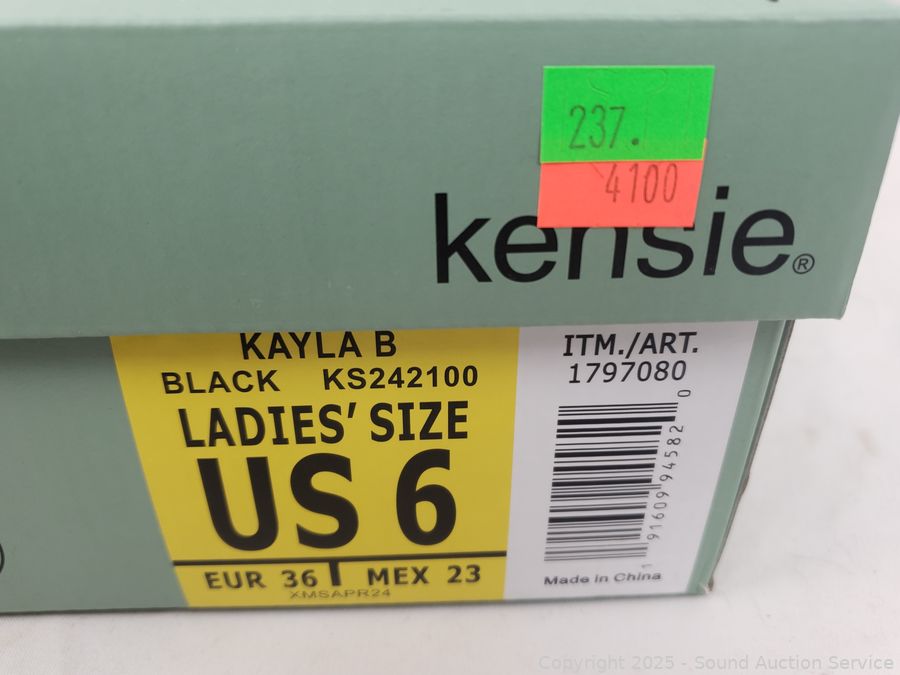 237.
4100
kensie®
KAYLA B
BLACK KS242100
LADIES' SIZE
US 6
EUR 36 MEX 23
XMSAPR24
ITM./ART.
1797080
1 91609 94582 0
Made in China
Copyright 2025 - Sound Auction Service